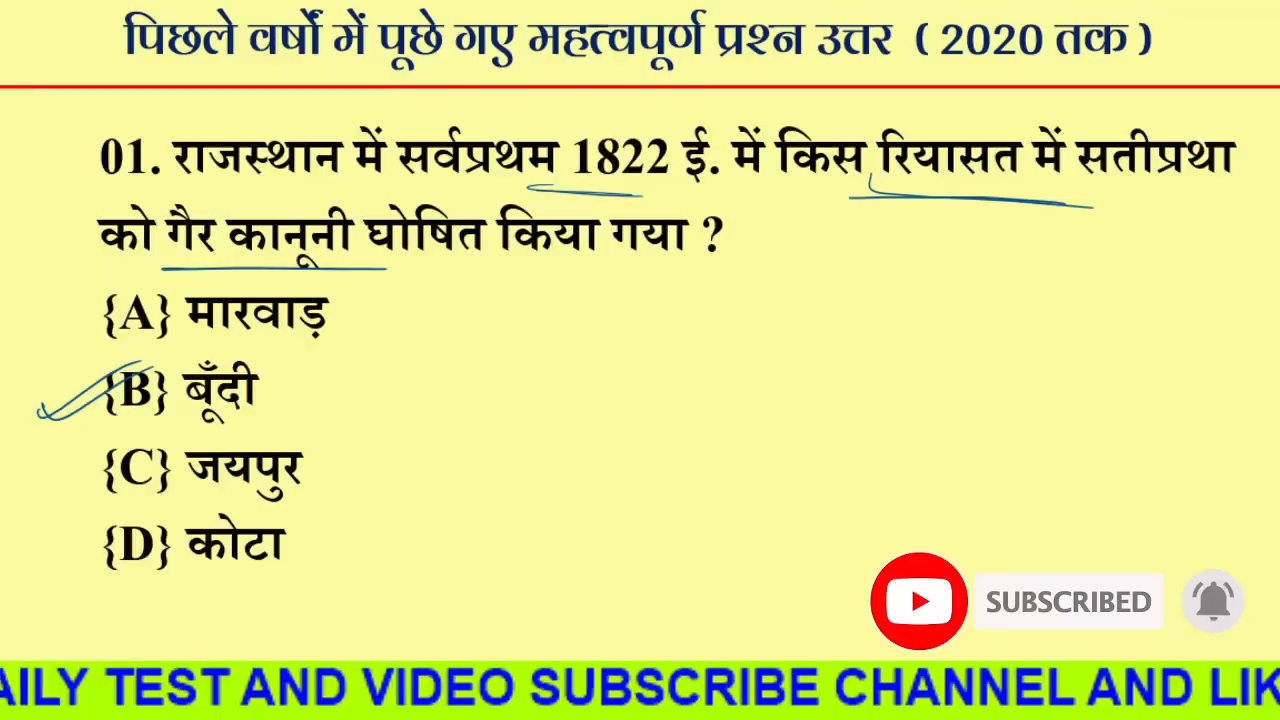 पिछले वर्षों में पूछे गए महत्वपूर्ण प्रश्न उत्तर ( 2020 तक )
01. राजस्थान में सर्वप्रथम 1822 ई. में किस रियासत में सतीप्रथा
को गैर कानूनी घोषित किया गया ?
{A} मारवाड़
{B} बूँदी
{C} जयपुर
{D} कोटा
SUBSCRIBED
AILY TEST AND VIDEO SUBSCRIBE CHANNEL AND LIK